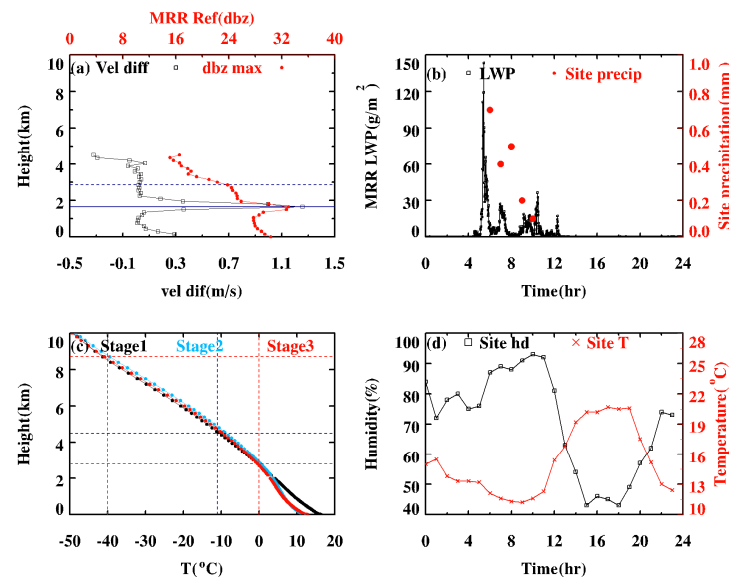 MRR Ref(dbz)
0 8 16 24 32 40
10
8
6
4
2
0
Height(km)
(a) Vel diff dbz max
-0.5 -0.1 0.3 0.7 1.1 1.5
vel dif(m/s)
150
120
90
60
30
0
MRR LWP(g/m2)
(b) LWP Site precip
1.0
0.8
0.6
0.4
0.2
0.0
Site precipitation(mm)
0 4 8 12 16 20 24
Time(hr)
10
8
6
4
2
0
Height(km)
(c) Stage1 Stage2 Stage3
-50 -40 -30 -20 -10 0 10 20
T(°C)
100
90
80
70
60
50
40
Humidity(%)
(d) Site hd Site T
28
25
22
19
16
13
10
Temperature(°C)
0 4 8 12 16 20 24
Time(hr)